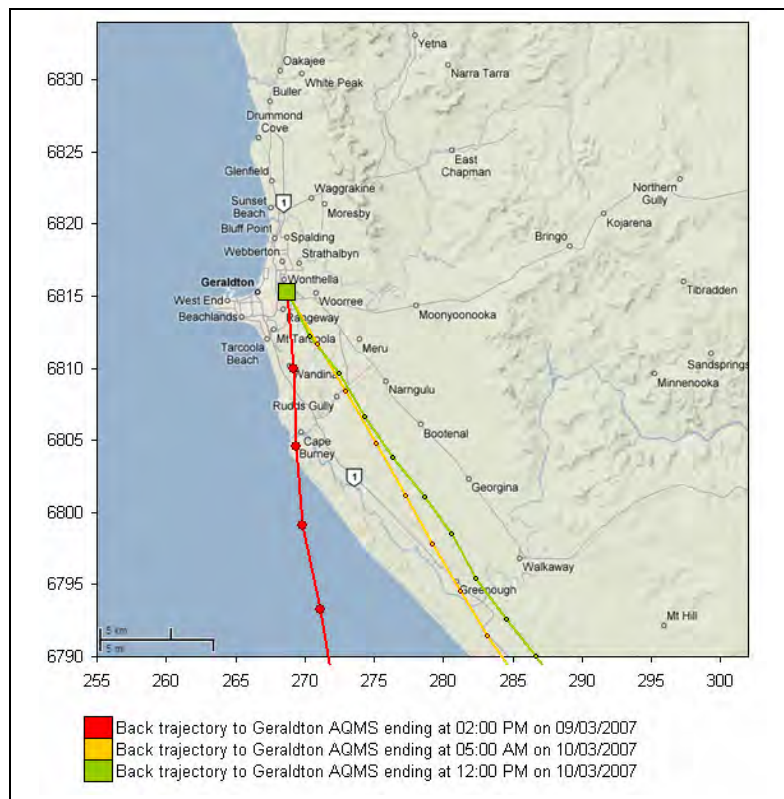 Yetna
6830
Oakajee
Narra Tarra
White Peak
Buller
Drummond
Cove
6825
East
Chapman
Glenfield
Northern
Gully
Waggrakine
Sunset
Beach
1
Moresby
Kojarena
6820
Bluff Point
Spalding
Bringo
Webberton
Strathalbyn
Geraldton
Wonthella
Tibradden
6815
West End
Woorree
Beachlands
Rangeway
Moonyoonooka
Mt Tarcoola
Tarcoola
Beach
Meru
Sandsprings
6810
Wandina
Minnenooka
Narngulu
Rudds Gully
6805
Cape
Burney
Bootenal
1
Georgina
6800
Walkaway
6795
Greenough
Mt Hill
5 km
5 mi
6790
255 260 265 270 275 280 285 290 295 300
Back trajectory to Geraldton AQMS ending at 02:00 PM on 09/03/2007
Back trajectory to Geraldton AQMS ending at 05:00 AM on 10/03/2007
Back trajectory to Geraldton AQMS ending at 12:00 PM on 10/03/2007